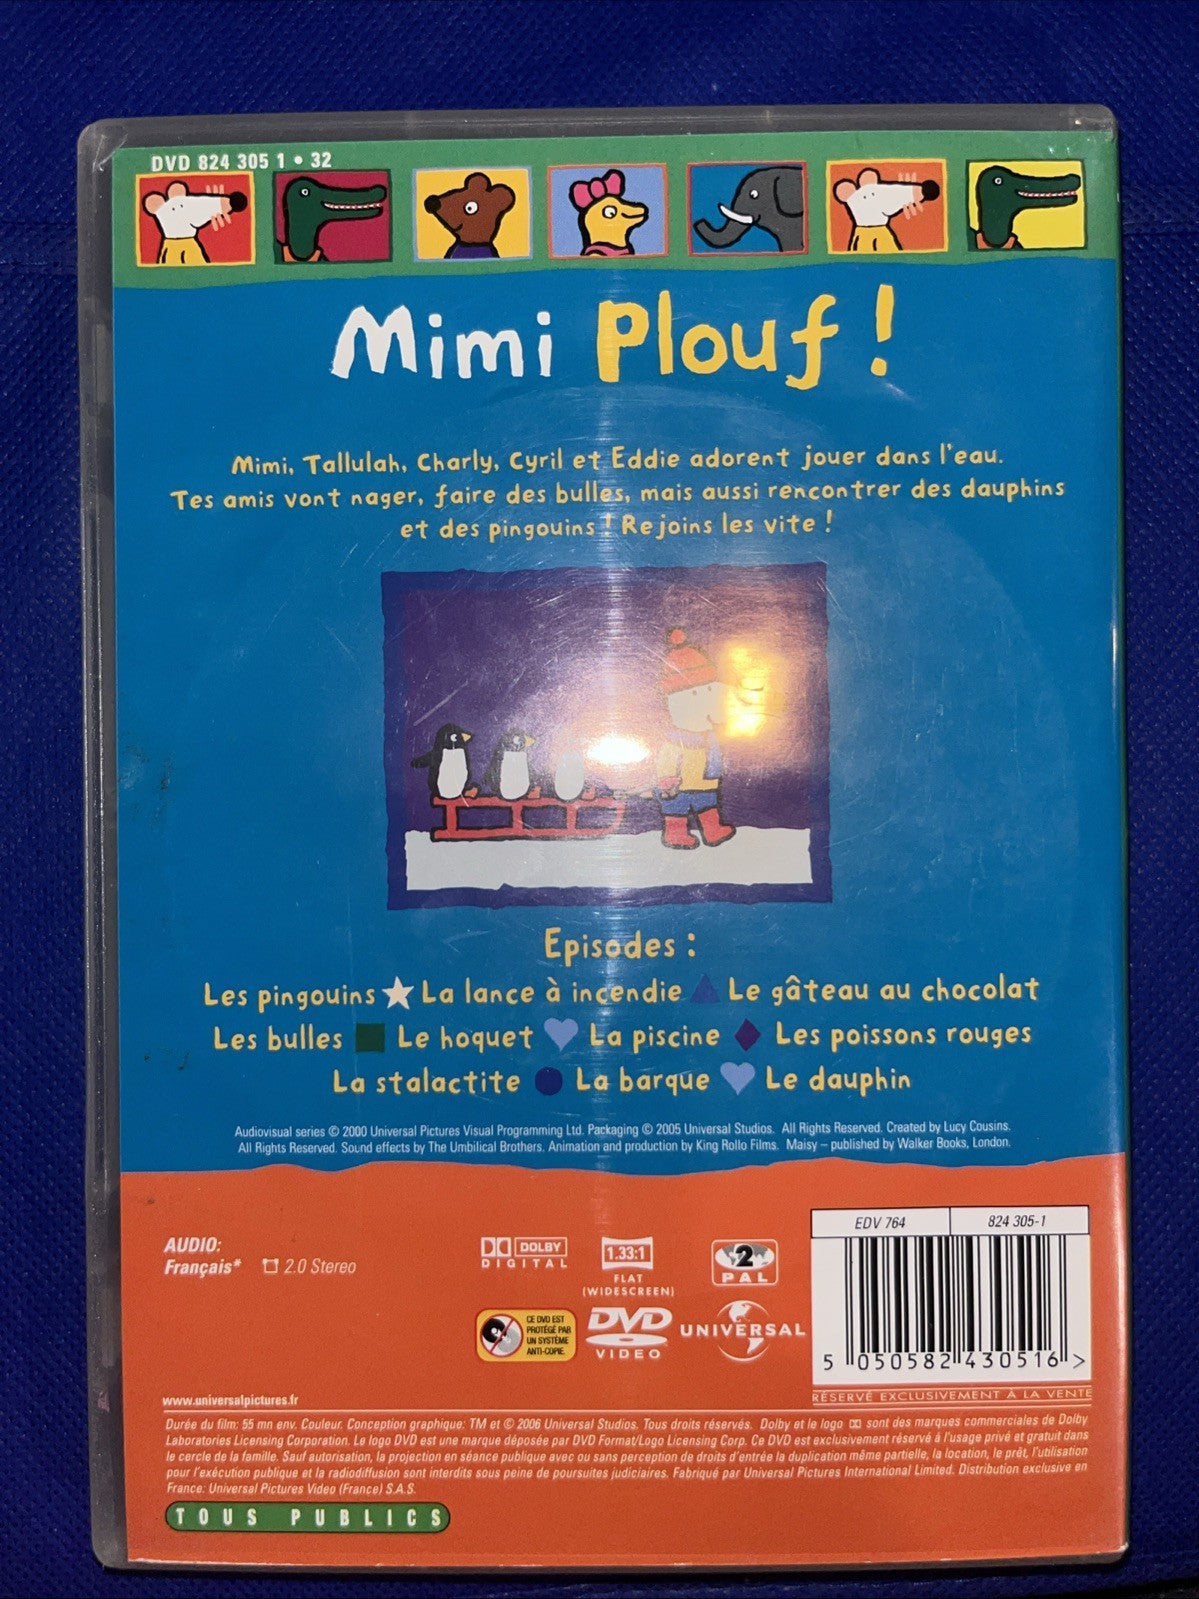 DVD 824 305 1 • 32
Mimi Plouf !
Mimi, Tallulah, Charly, Cyril et Eddie adorent jouer dans l'eau.
Tes amis vont nager, faire des bulles, mais aussi rencontrer des dauphins
et des pingouins ! Rejoins les vite !
Episodes :
Les pingouins ★ La lance à incendie ▲ Le gâteau au chocolat
Les bulles ■ Le hoquet ♥ La piscine ♦ Les poissons rouges
La stalactite ● La barque ♥ Le dauphin
Audiovisual series © 2000 Universal Pictures Visual Programming Ltd. Packaging © 2005 Universal Studios. All Rights Reserved. Created by Lucy Cousins.
All Rights Reserved. Sound effects by The Umbilical Brothers. Animation and production by King Rollo Films. Maisy – published by Walker Books, London.
AUDIO:
Français* 2.0 Stereo
DOLBY
DIGITAL
1.33:1
FLAT
(WIDESCREEN)
2
PAL
EDV 764
824 305-1
CE DVD EST
PROTÉGÉ PAR
UN SYSTÈME
ANTI-COPIE.
DVD
VIDEO
UNIVERSAL
5 050582 430516 >
RÉSERVÉ EXCLUSIVEMENT À LA VENTE
www.universalpictures.fr
Durée du film: 55 mn env. Couleur. Conception graphique: TM et © 2006 Universal Studios. Tous droits réservés. Dolby et le logo sont des marques commerciales de Dolby
Laboratories Licensing Corporation. Le logo DVD est une marque déposée par DVD Format/Logo Licensing Corp. Ce DVD est exclusivement réservé à l'usage privé et gratuit dans
le cercle de la famille. Sauf autorisation, la projection en séance publique avec ou sans perception de droits d'entrée la duplication même partielle, la location, le prêt, l'utilisation
pour l'exécution publique et la radiodiffusion sont interdits sous peine de poursuites judiciaires. Fabriqué par Universal Pictures International Limited. Distribution exclusive en
France: Universal Pictures Video (France) S.A.S.
TOUS PUBLICS